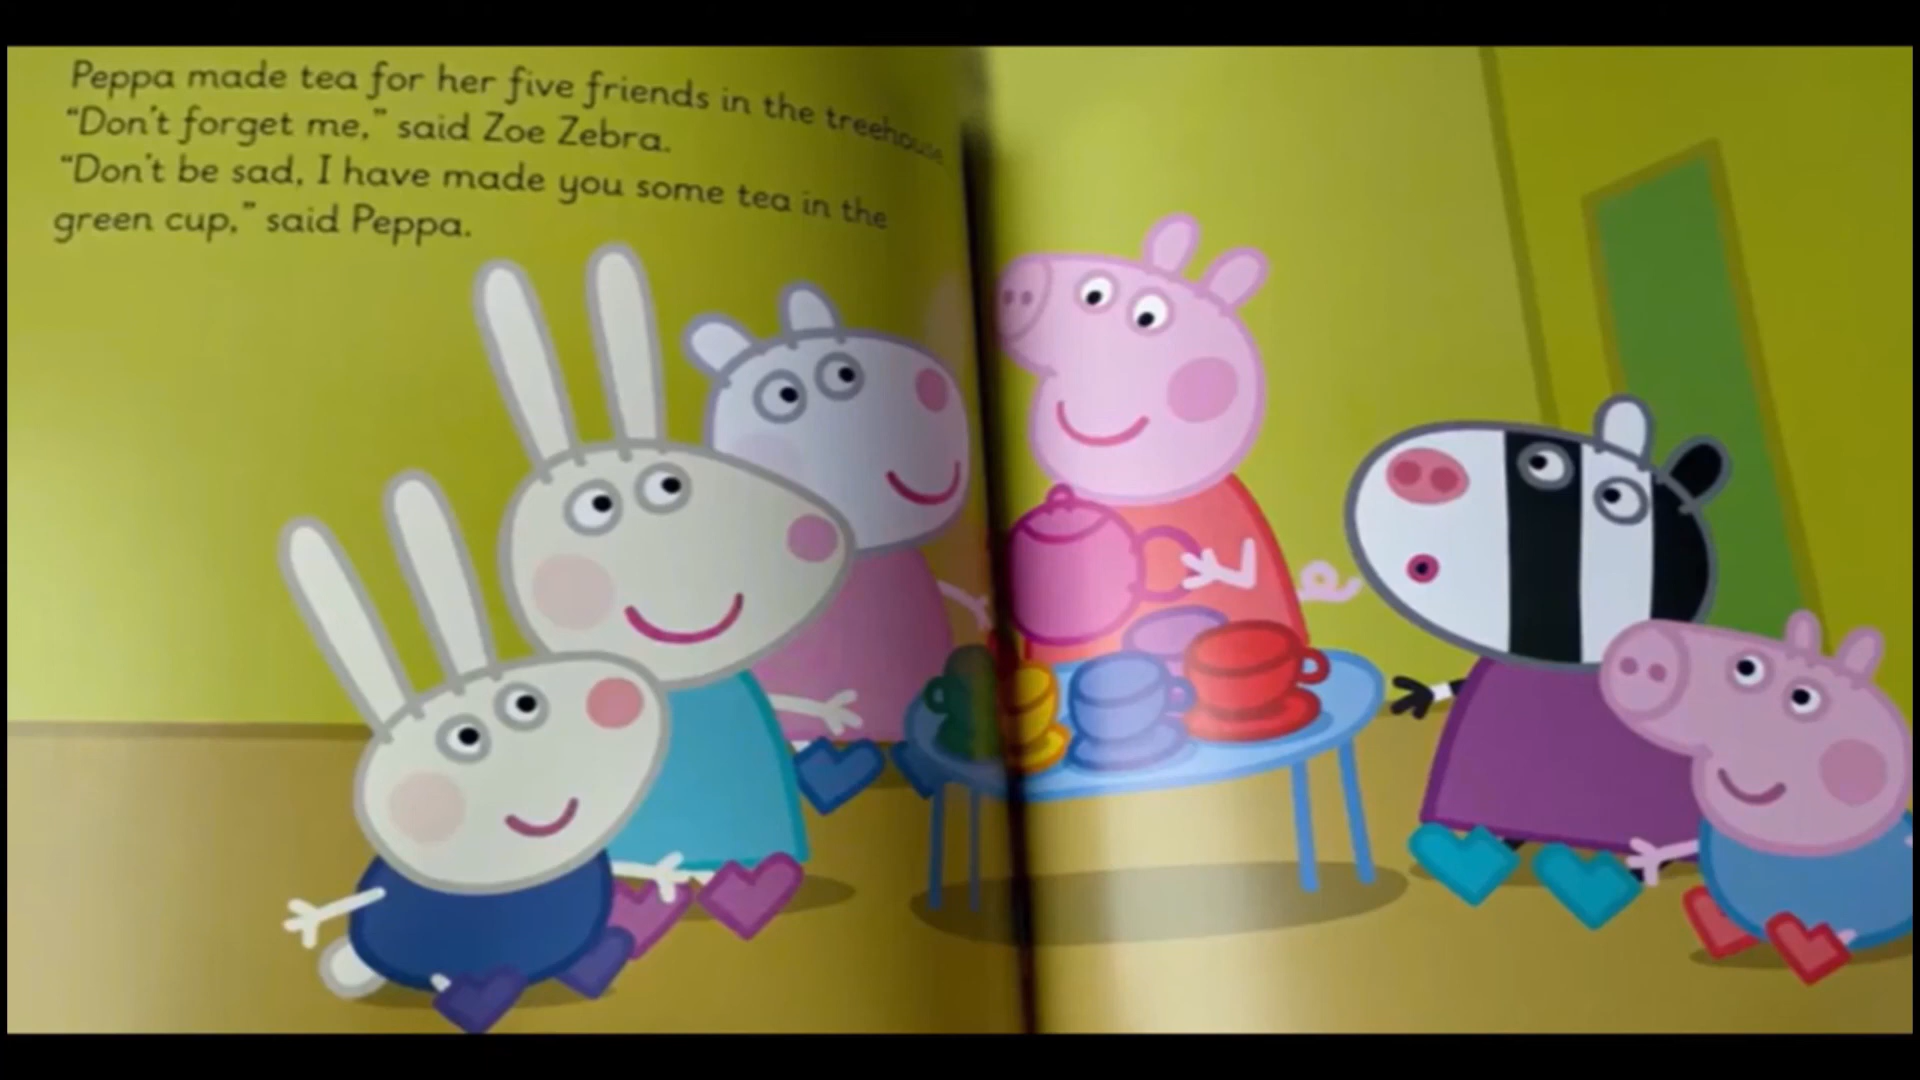 Peppa made tea for her five friends in the treehouse
“Don't forget me,” said Zoe Zebra.
“Don't be sad, I have made you some tea in the
green cup,” said Peppa.